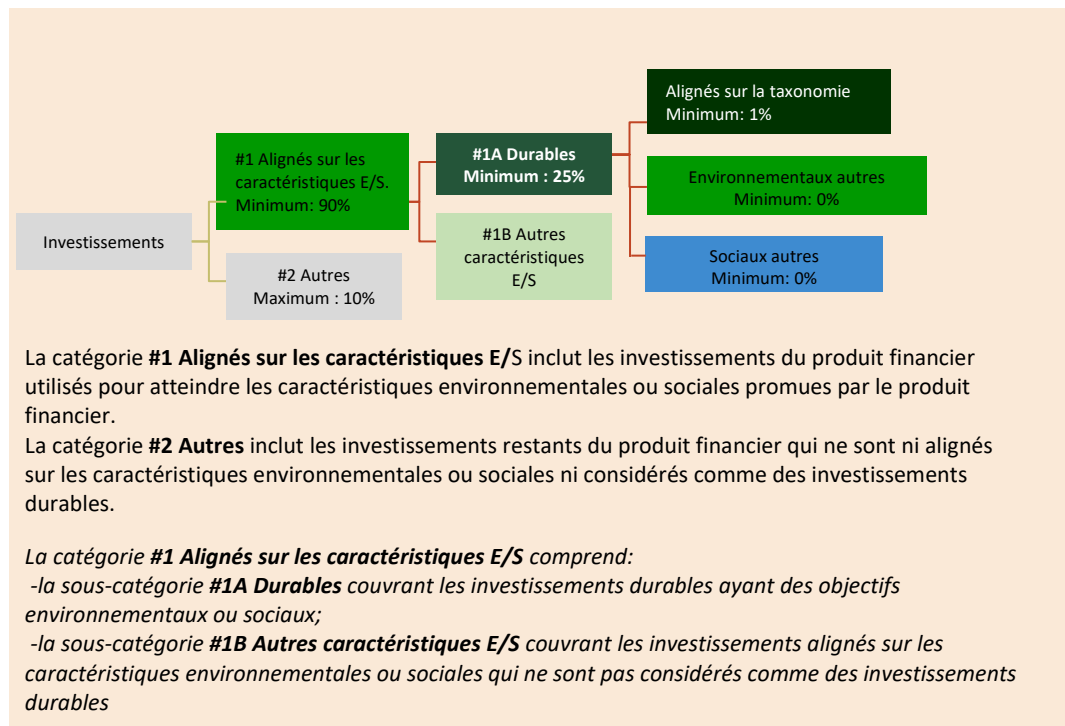 Investissements
#1 Alignés sur les
caractéristiques E/S.
Minimum: 90%
#2 Autres
Maximum : 10%
#1A Durables
Minimum : 25%
#1B Autres
caractéristiques
E/S
Alignés sur la taxonomie
Minimum: 1%
Environnementaux autres
Minimum: 0%
Sociaux autres
Minimum: 0%
La catégorie #1 Alignés sur les caractéristiques E/S inclut les investissements du produit financier
utilisés pour atteindre les caractéristiques environnementales ou sociales promues par le produit
financier.
La catégorie #2 Autres inclut les investissements restants du produit financier qui ne sont ni alignés
sur les caractéristiques environnementales ou sociales ni considérés comme des investissements
durables.
La catégorie #1 Alignés sur les caractéristiques E/S comprend:
-la sous-catégorie #1A Durables couvrant les investissements durables ayant des objectifs
environnementaux ou sociaux;
-la sous-catégorie #1B Autres caractéristiques E/S couvrant les investissements alignés sur les
caractéristiques environnementales ou sociales qui ne sont pas considérés comme des investissements
durables